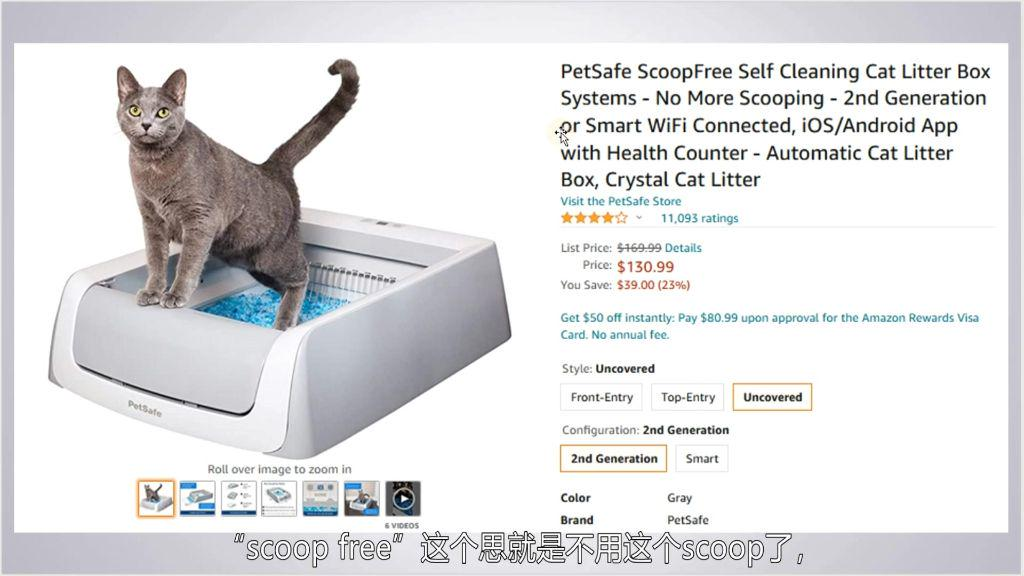 PetSafe ScoopFree Self Cleaning Cat Litter Box
Systems - No More Scooping - 2nd Generation
or Smart WiFi Connected, iOS/Android App
with Health Counter - Automatic Cat Litter
Box, Crystal Cat Litter
Visit the PetSafe Store
11,093 ratings
List Price: $169.99 Details
Price: $130.99
You Save: $39.00 (23%)
Get $50 off instantly: Pay $80.99 upon approval for the Amazon Rewards Visa
Card. No annual fee.
Style: Uncovered
Front-Entry Top-Entry Uncovered
Configuration: 2nd Generation
2nd Generation Smart
Color Gray
Brand PetSafe
PetSafe
Roll over image to zoom in
6 VIDEOS
“scoop free”这个思就是不用这个scoop了,